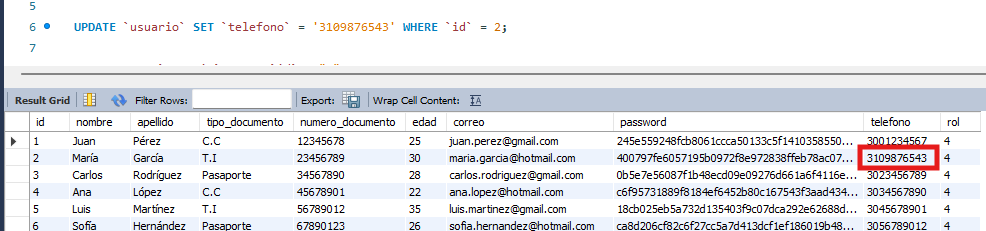 5
6 UPDATE `usuario` SET `telefono` = '3109876543' WHERE `id` = 2;
7
Result Grid Filter Rows: Export: Wrap Cell Content:
id nombre apellido tipo_documento numero_documento edad correo password telefono rol
1 Juan Pérez C.C 12345678 25 juan.perez@gmail.com 245e559248fcb8061ccca50133c5f1410358550... 3001234567 4
2 María García T.I 23456789 30 maria.garcia@hotmail.com 400797fe6057195b0972f8e972838ffeb78ac07... 3109876543 4
3 Carlos Rodríguez Pasaporte 34567890 28 carlos.rodriguez@gmail.com 0b5e7e56087f1b48ecd09e09276d661a6f4116e... 3023456789 4
4 Ana López C.C 45678901 22 ana.lopez@hotmail.com c6f95731889f8184ef6452b80c167543f3aad434... 3034567890 4
5 Luis Martínez T.I 56789012 35 luis.martinez@gmail.com 18cb025eb5a732d135403f9c07dca292e62688d... 3045678901 4
6 Sofía Hernández Pasaporte 67890123 26 sofia.hernandez@hotmail.com ca8d206cf82c6f27cc5a7d413dcf1ef186019b48... 3056789012 4